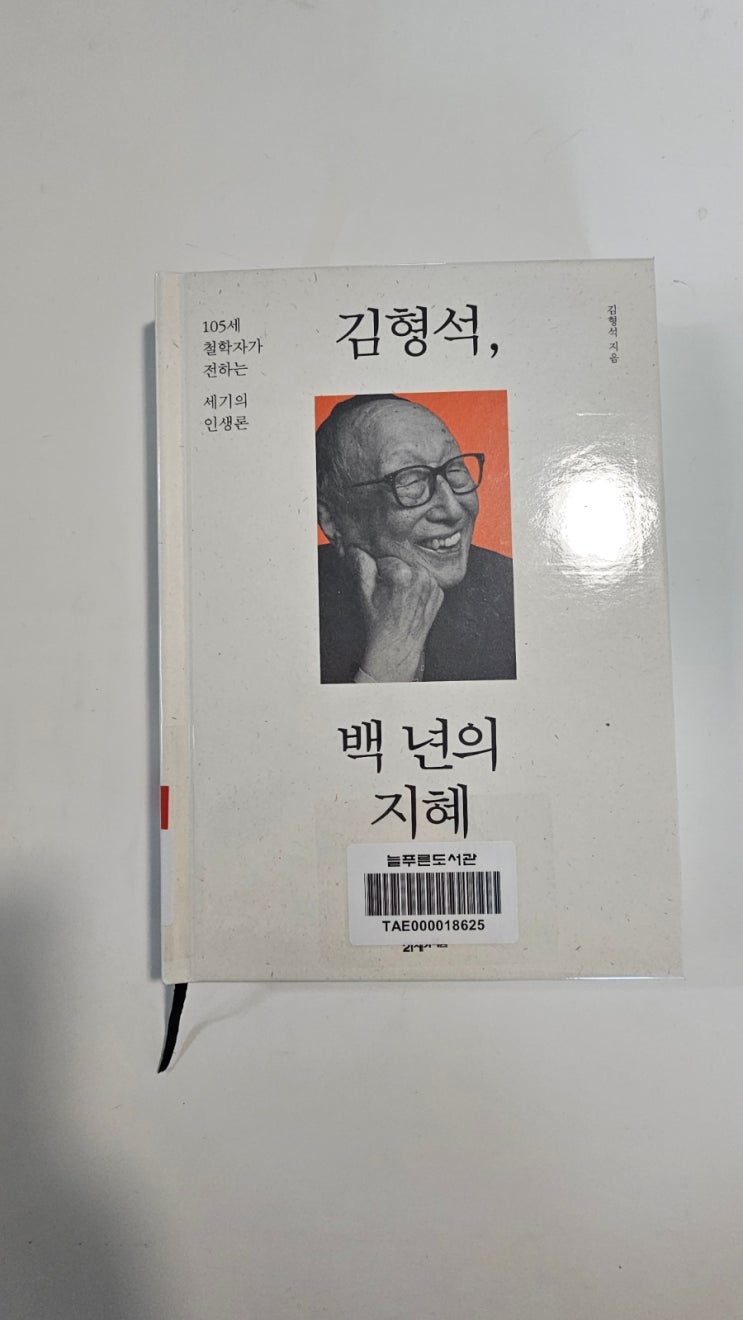 105세
철학자가
전하는
세기의
인생론
김형석,
김형석 지음
백 년의
지혜
늘푸른도서관
TAE000018625